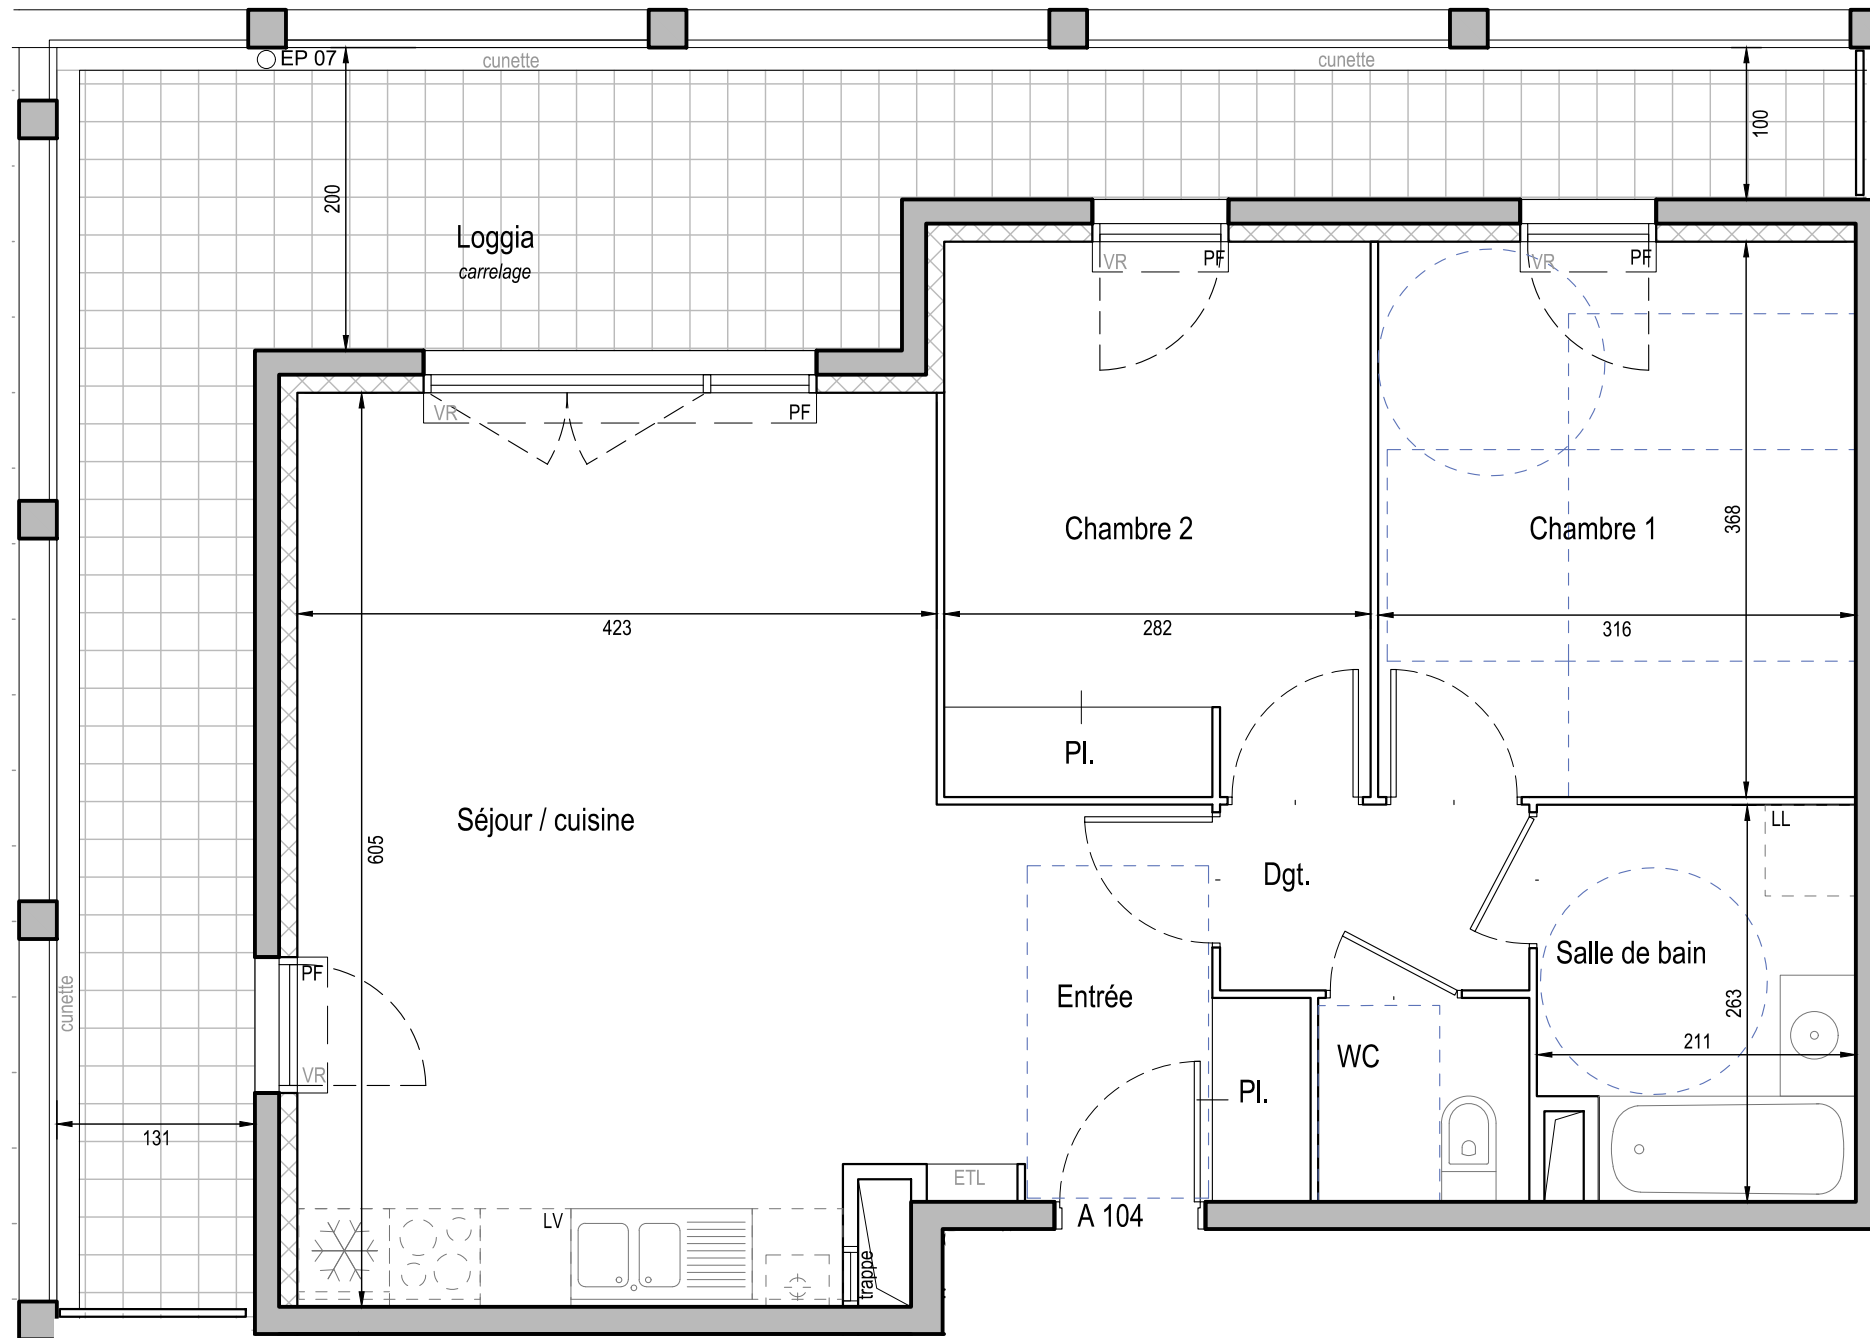 EP 07
cunette
cunette
100
200
Loggia
carrelage
VR
PF
VR
PF
VR
PF
Chambre 2
Chambre 1
368
423
282
316
Pl.
Séjour / cuisine
605
LL
Dgt.
Salle de bain
PF
cunette
Entrée
263
211
WC
VR
Pl.
131
ETL
LV
A 104
trappe